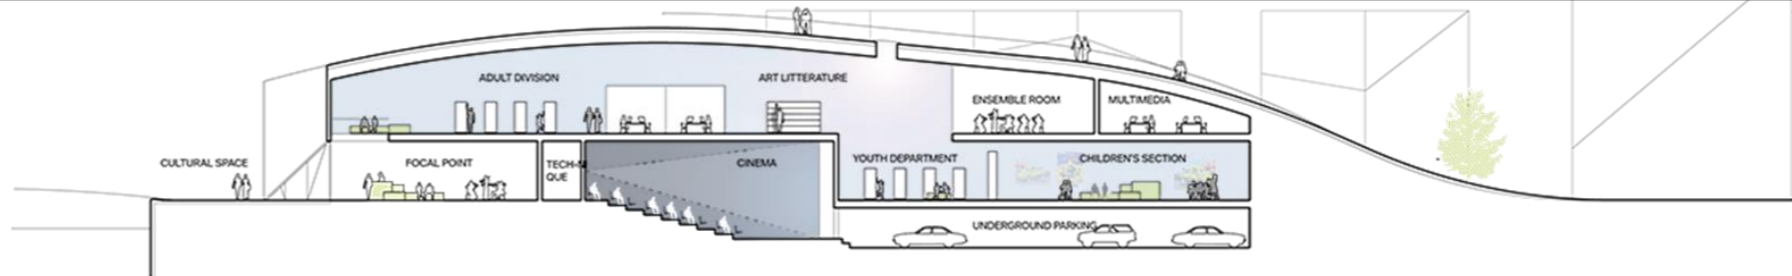 ADULT DIVISION
ART LITTERATURE
ENSEMBLE ROOM
MULTIMEDIA
CULTURAL SPACE
FOCAL POINT
TECH-N
QUE
CINEMA
YOUTH DEPARTMENT
CHILDREN'S SECTION
UNDERGROUND PARKING